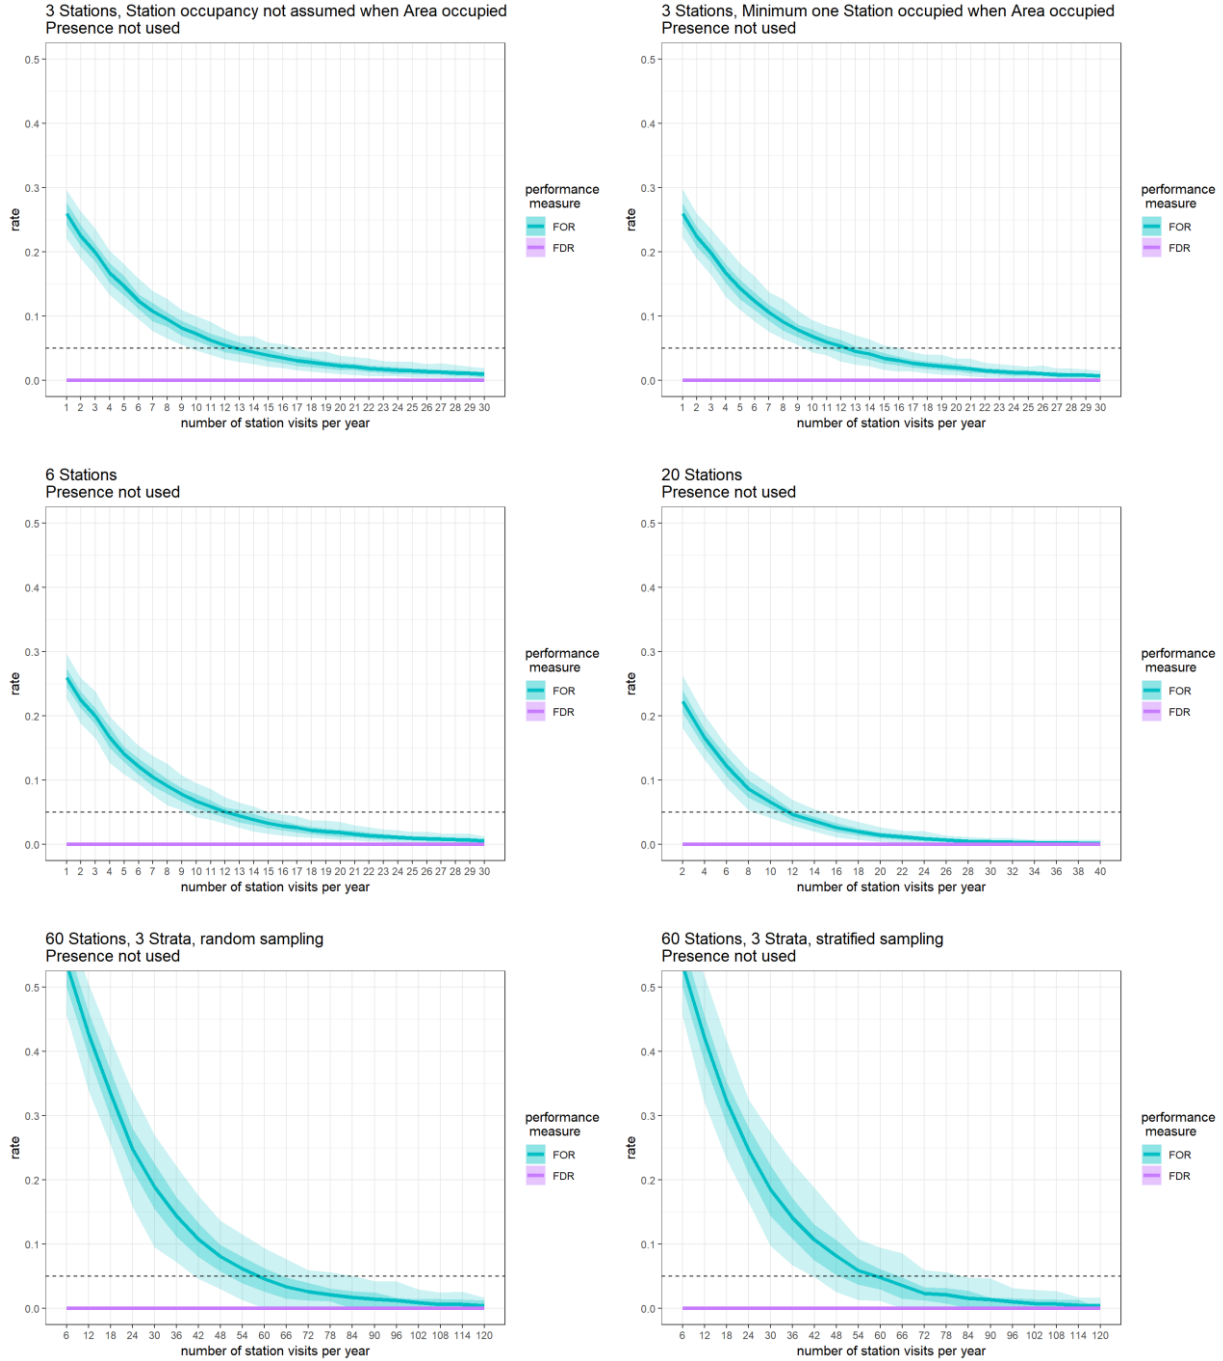 3 Stations, Station occupancy not assumed when Area occupied
Presence not used
0.5
0.4
0.3
0.2
0.1
0.0
rate
1 2 3 4 5 6 7 8 9 10 11 12 13 14 15 16 17 18 19 20 21 22 23 24 25 26 27 28 29 30
number of station visits per year
performance
measure
FOR
FDR
3 Stations, Minimum one Station occupied when Area occupied
Presence not used
0.5
0.4
0.3
0.2
0.1
0.0
rate
1 2 3 4 5 6 7 8 9 10 11 12 13 14 15 16 17 18 19 20 21 22 23 24 25 26 27 28 29 30
number of station visits per year
performance
measure
FOR
FDR
6 Stations
Presence not used
0.5
0.4
0.3
0.2
0.1
0.0
rate
1 2 3 4 5 6 7 8 9 10 11 12 13 14 15 16 17 18 19 20 21 22 23 24 25 26 27 28 29 30
number of station visits per year
performance
measure
FOR
FDR
20 Stations
Presence not used
0.5
0.4
0.3
0.2
0.1
0.0
rate
2 4 6 8 10 12 14 16 18 20 22 24 26 28 30 32 34 36 38 40
number of station visits per year
performance
measure
FOR
FDR
60 Stations, 3 Strata, random sampling
Presence not used
0.5
0.4
0.3
0.2
0.1
0.0
rate
6 12 18 24 30 36 42 48 54 60 66 72 78 84 90 96 102 108 114 120
number of station visits per year
performance
measure
FOR
FDR
60 Stations, 3 Strata, stratified sampling
Presence not used
0.5
0.4
0.3
0.2
0.1
0.0
rate
6 12 18 24 30 36 42 48 54 60 66 72 78 84 90 96 102 108 114 120
number of station visits per year
performance
measure
FOR
FDR